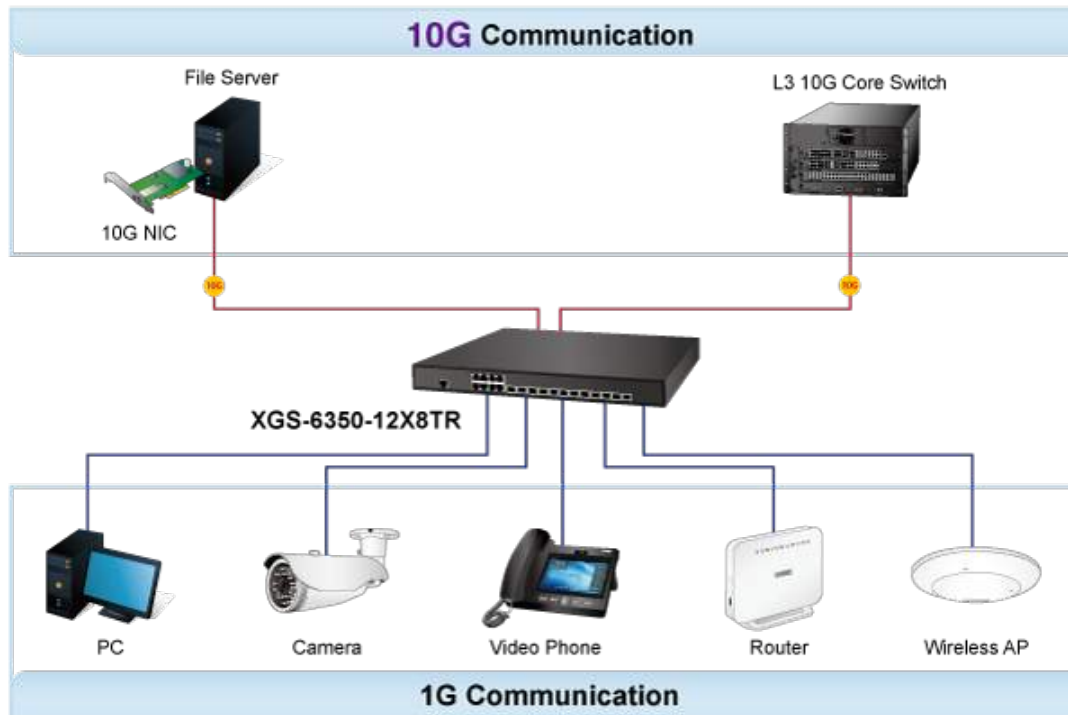 10G Communication
File Server
L3 10G Core Switch
10G NIC
10G
10G
XGS-6350-12X8TR
PC
Camera
Video Phone
Router
Wireless AP
1G Communication